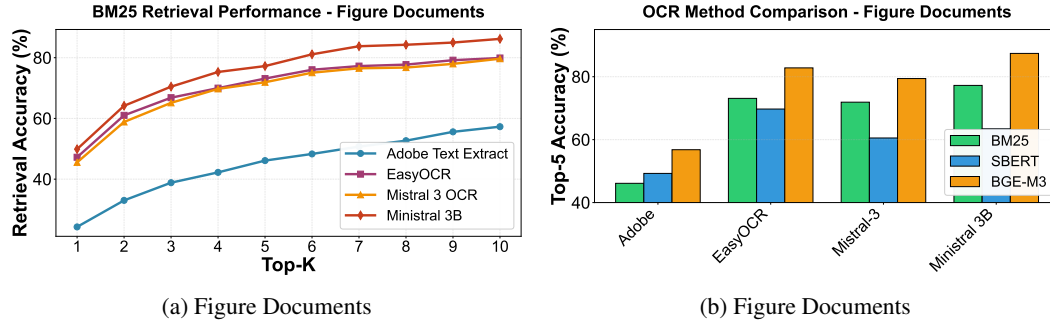 BM25 Retrieval Performance - Figure Documents
Retrieval Accuracy (%)
80
60
40
1 2 3 4 5 6 7 8 9 10
Top-K
Adobe Text Extract
EasyOCR
Mistral 3 OCR
Ministral 3B
(a) Figure Documents
OCR Method Comparison - Figure Documents
Top-5 Accuracy (%)
80
60
40
Adobe
EasyOCR
Mistral-3
Ministral 3B
BM25
SBERT
BGE-M3
(b) Figure Documents